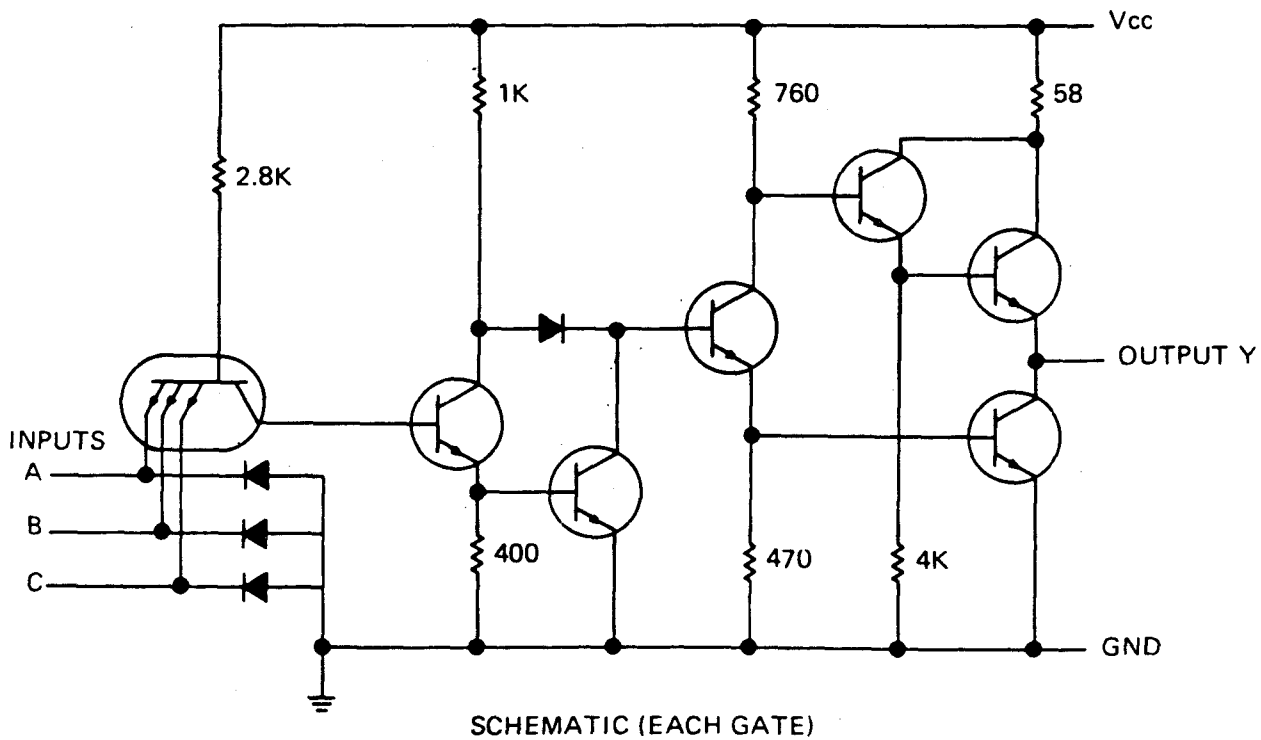 Vcc
1K
760
58
2.8K
OUTPUT Y
INPUTS
A
B
C
400
470
4K
GND
SCHEMATIC (EACH GATE)